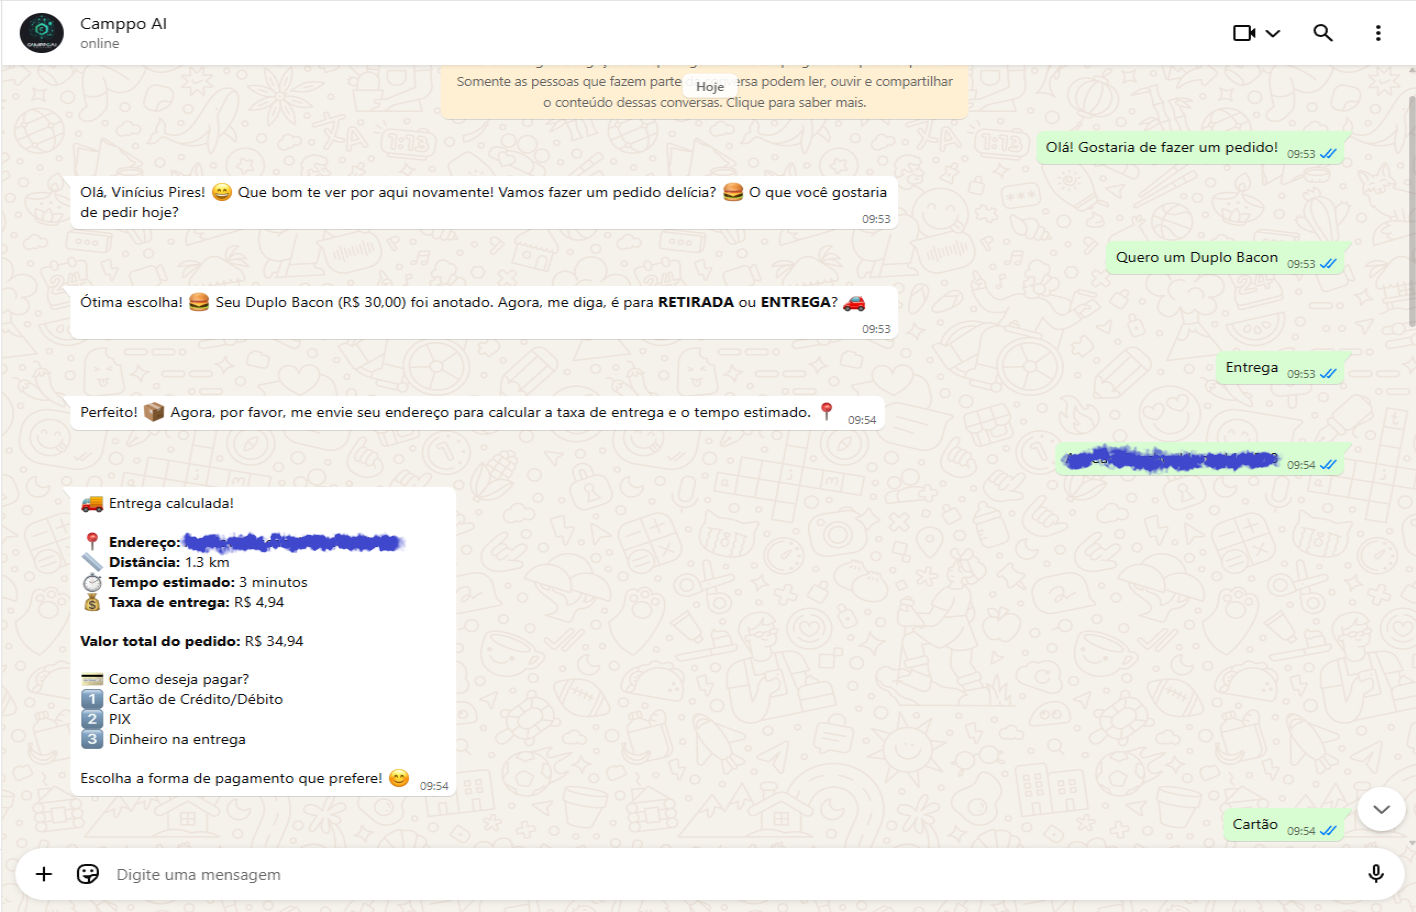 Camppo AI
online
Somente as pessoas que fazem parte
Hoje
podem ler, ouvir e compartilhar
o conteúdo dessas conversas. Clique para saber mais.
Olá! Gostaria de fazer um pedido! 09:53
Olá, Vinícius Pires! 😄 Que bom te ver por aqui novamente! Vamos fazer um pedido delícia? 🍔 O que você gostaria
de pedir hoje? 09:53
Quero um Duplo Bacon 09:53
Ótima escolha! 🍔 Seu Duplo Bacon (R$ 30,00) foi anotado. Agora, me diga, é para RETIRADA ou ENTREGA? 🚗
09:53
Entrega 09:53
Perfeito! 📦 Agora, por favor, me envie seu endereço para calcular a taxa de entrega e o tempo estimado. 📍 09:54
09:54
🚚 Entrega calculada!
📍 Endereço:
📏 Distância: 1.3 km
⏱ Tempo estimado: 3 minutos
💰 Taxa de entrega: R$ 4,94
Valor total do pedido: R$ 34,94
💳 Como deseja pagar?
1️⃣ Cartão de Crédito/Débito
2️⃣ PIX
3️⃣ Dinheiro na entrega
Escolha a forma de pagamento que prefere! 😊 09:54
Cartão 09:54
Digite uma mensagem